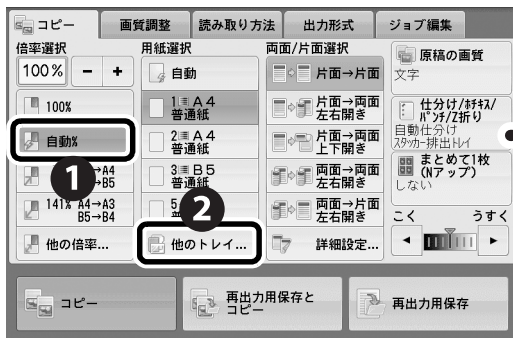 コピー
画質調整
読み取り方法
出力形式
ジョブ編集
倍率選択
100%
-
+
100%
自動%
1
→A4
→B5
141% A4→A3
B5→B4
他の倍率...
用紙選択
自動
1 A4
普通紙
2 A4
普通紙
3 B5
普通紙
5
2
他のトレイ...
両面/片面選択
片面→片面
片面→両面
左右開き
片面→両面
上下開き
両面→両面
左右開き
両面→片面
左右開き
詳細設定...
原稿の画質
文字
仕分け/ホチキス/
パンチ/Z折り
自動仕分け
スタッカー排出トレイ
まとめて1枚
(Nアップ)
しない
こく
うすく
コピー
再出力用保存と
コピー
再出力用保存